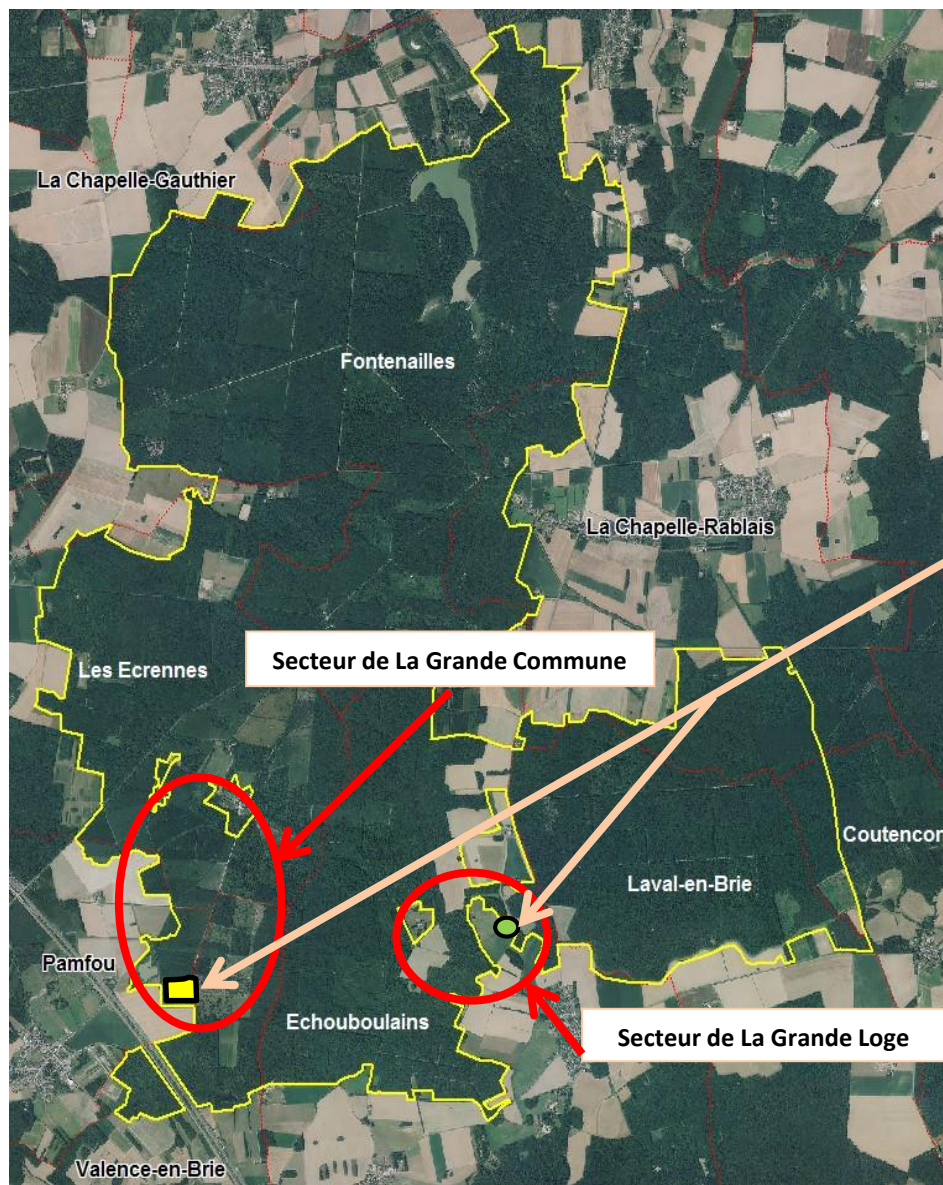 La Chapelle-Gauthier
Fontenailles
La Chapelle-Rablais
Secteur de La Grande Commune
Les Ecrennes
Coutencon
Laval-en-Brie
Pamfou
Echouboulains
Secteur de La Grande Loge
Valence-en-Brie